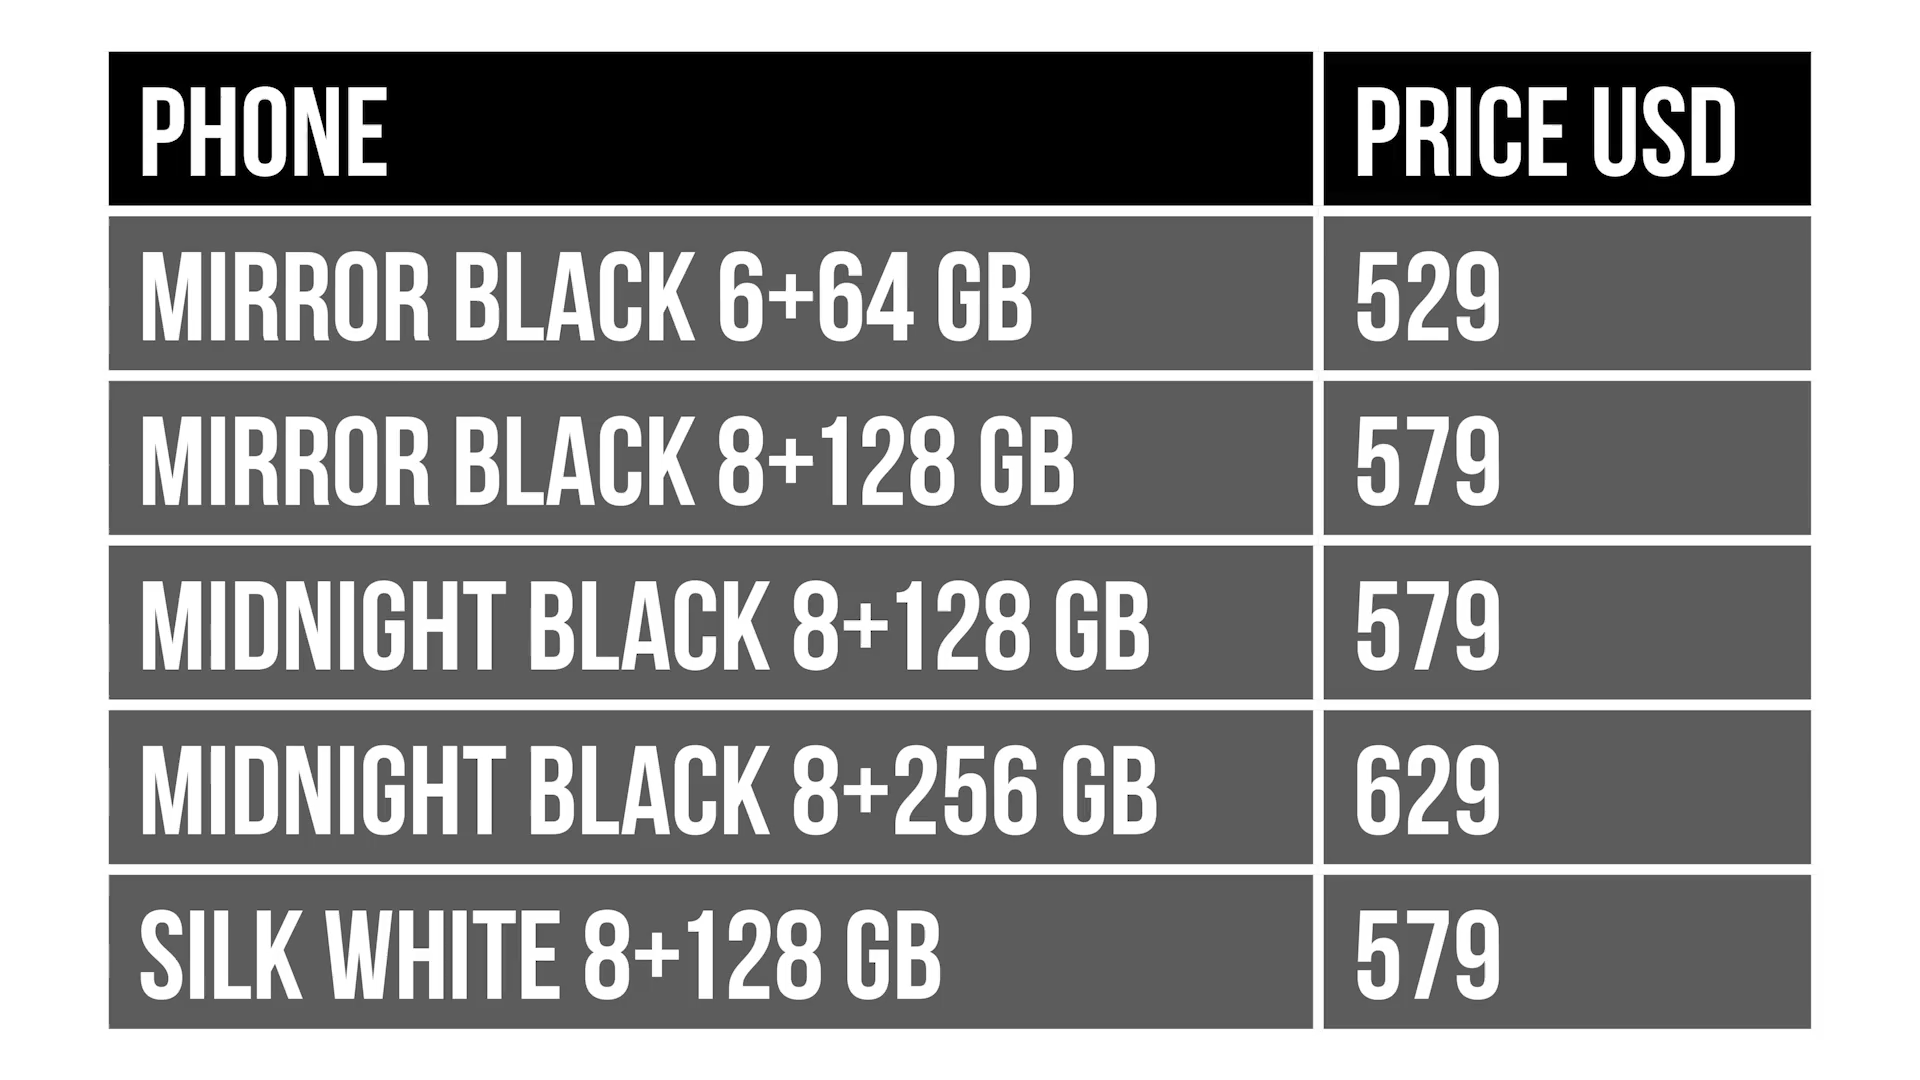 PHONE PRICE USD
MIRROR BLACK 6+64 GB 529
MIRROR BLACK 8+128 GB 579
MIDNIGHT BLACK 8+128 GB 579
MIDNIGHT BLACK 8+256 GB 629
SILK WHITE 8+128 GB 579